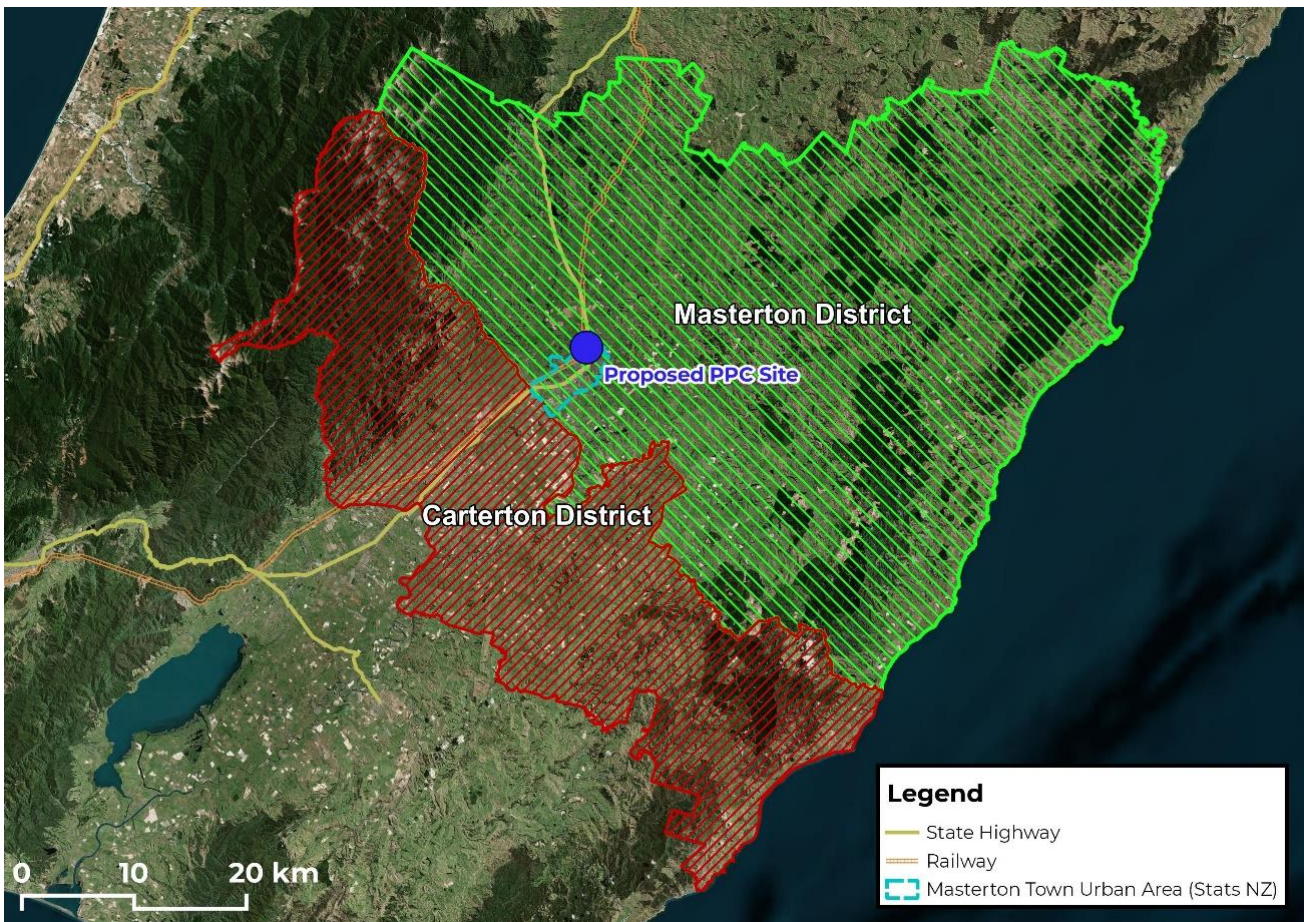 Masterton District
Proposed PPC Site
Carterton District
Legend
State Highway
Railway
Masterton Town Urban Area (Stats NZ)
0 10 20 km